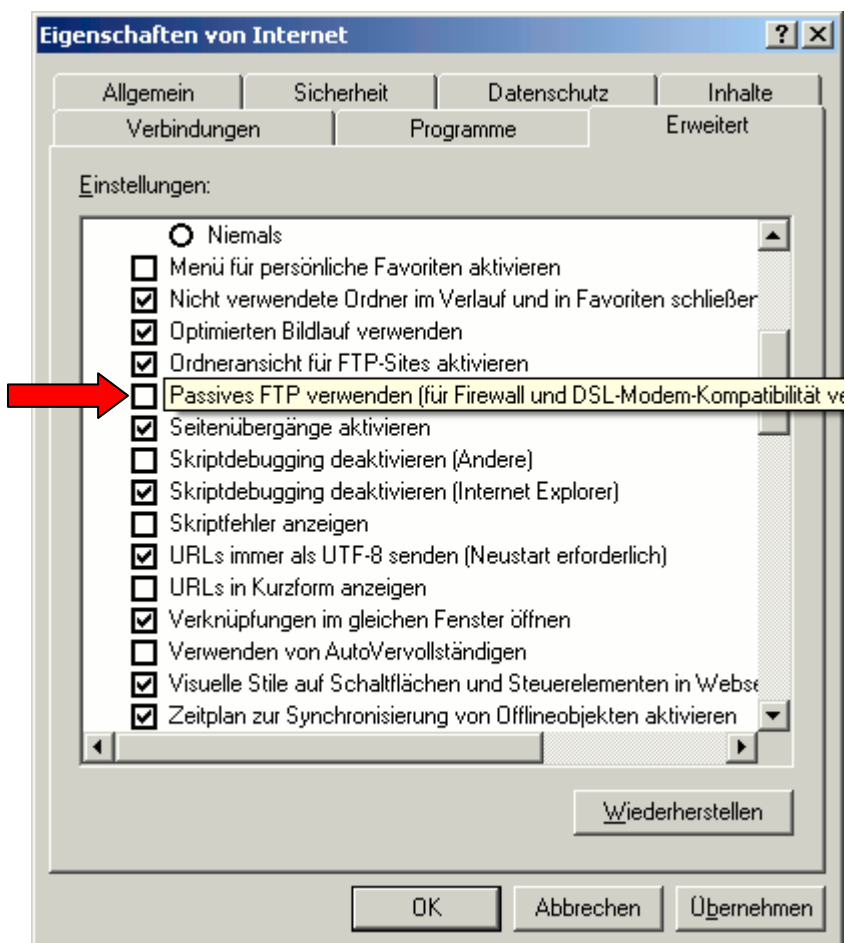 Eigenschaften von Internet
Allgemein Sicherheit Datenschutz Inhalte
Verbindungen Programme Erweitert
Einstellungen:
Niemals
Menü für persönliche Favoriten aktivieren
Nicht verwendete Ordner im Verlauf und in Favoriten schließen
Optimierten Bildlauf verwenden
Ordneransicht für FTP-Sites aktivieren
Passives FTP verwenden (für Firewall und DSL-Modem-Kompatibilität ve
Seitenübergänge aktivieren
Skriptdebugging deaktivieren (Andere)
Skriptdebugging deaktivieren (Internet Explorer)
Skriptfehler anzeigen
URLs immer als UTF-8 senden (Neustart erforderlich)
URLs in Kurzform anzeigen
Verknüpfungen im gleichen Fenster öffnen
Verwenden von AutoVervollständigen
Visuelle Stile auf Schaltflächen und Steuerelementen in Webse
Zeitplan zur Synchronisierung von Offlineobjekten aktivieren
Wiederherstellen
OK Abbrechen Übernehmen